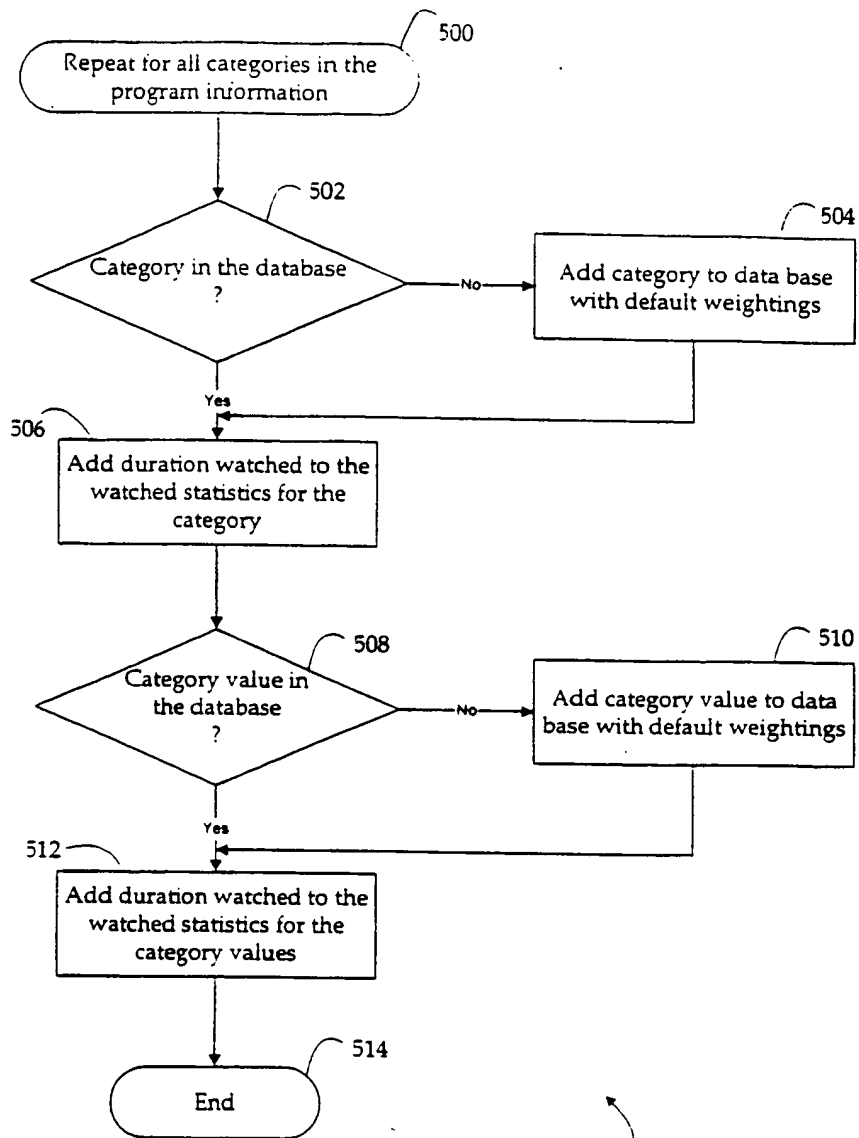 500
Repeat for all categories in the
program information
502
Category in the database
?
No
504
Add category to data base
with default weightings
Yes
506
Add duration watched to the
watched statistics for the
category
508
Category value in
the database
?
No
510
Add category value to data
base with default weightings
Yes
512
Add duration watched to the
watched statistics for the
category values
514
End